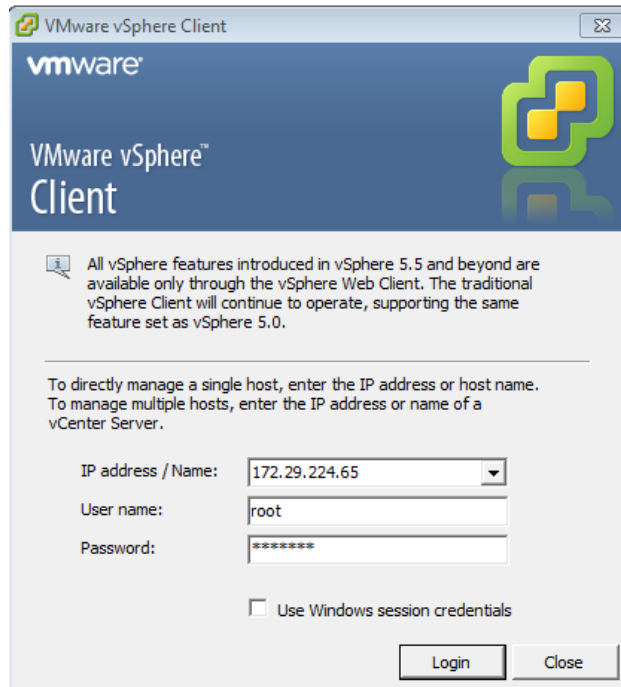 VMware vSphere Client
vmware®
VMware vSphere™
Client
All vSphere features introduced in vSphere 5.5 and beyond are
available only through the vSphere Web Client. The traditional
vSphere Client will continue to operate, supporting the same
feature set as vSphere 5.0.
To directly manage a single host, enter the IP address or host name.
To manage multiple hosts, enter the IP address or name of a
vCenter Server.
IP address / Name: 172.29.224.65
User name: root
Password: *******
Use Windows session credentials
Login Close